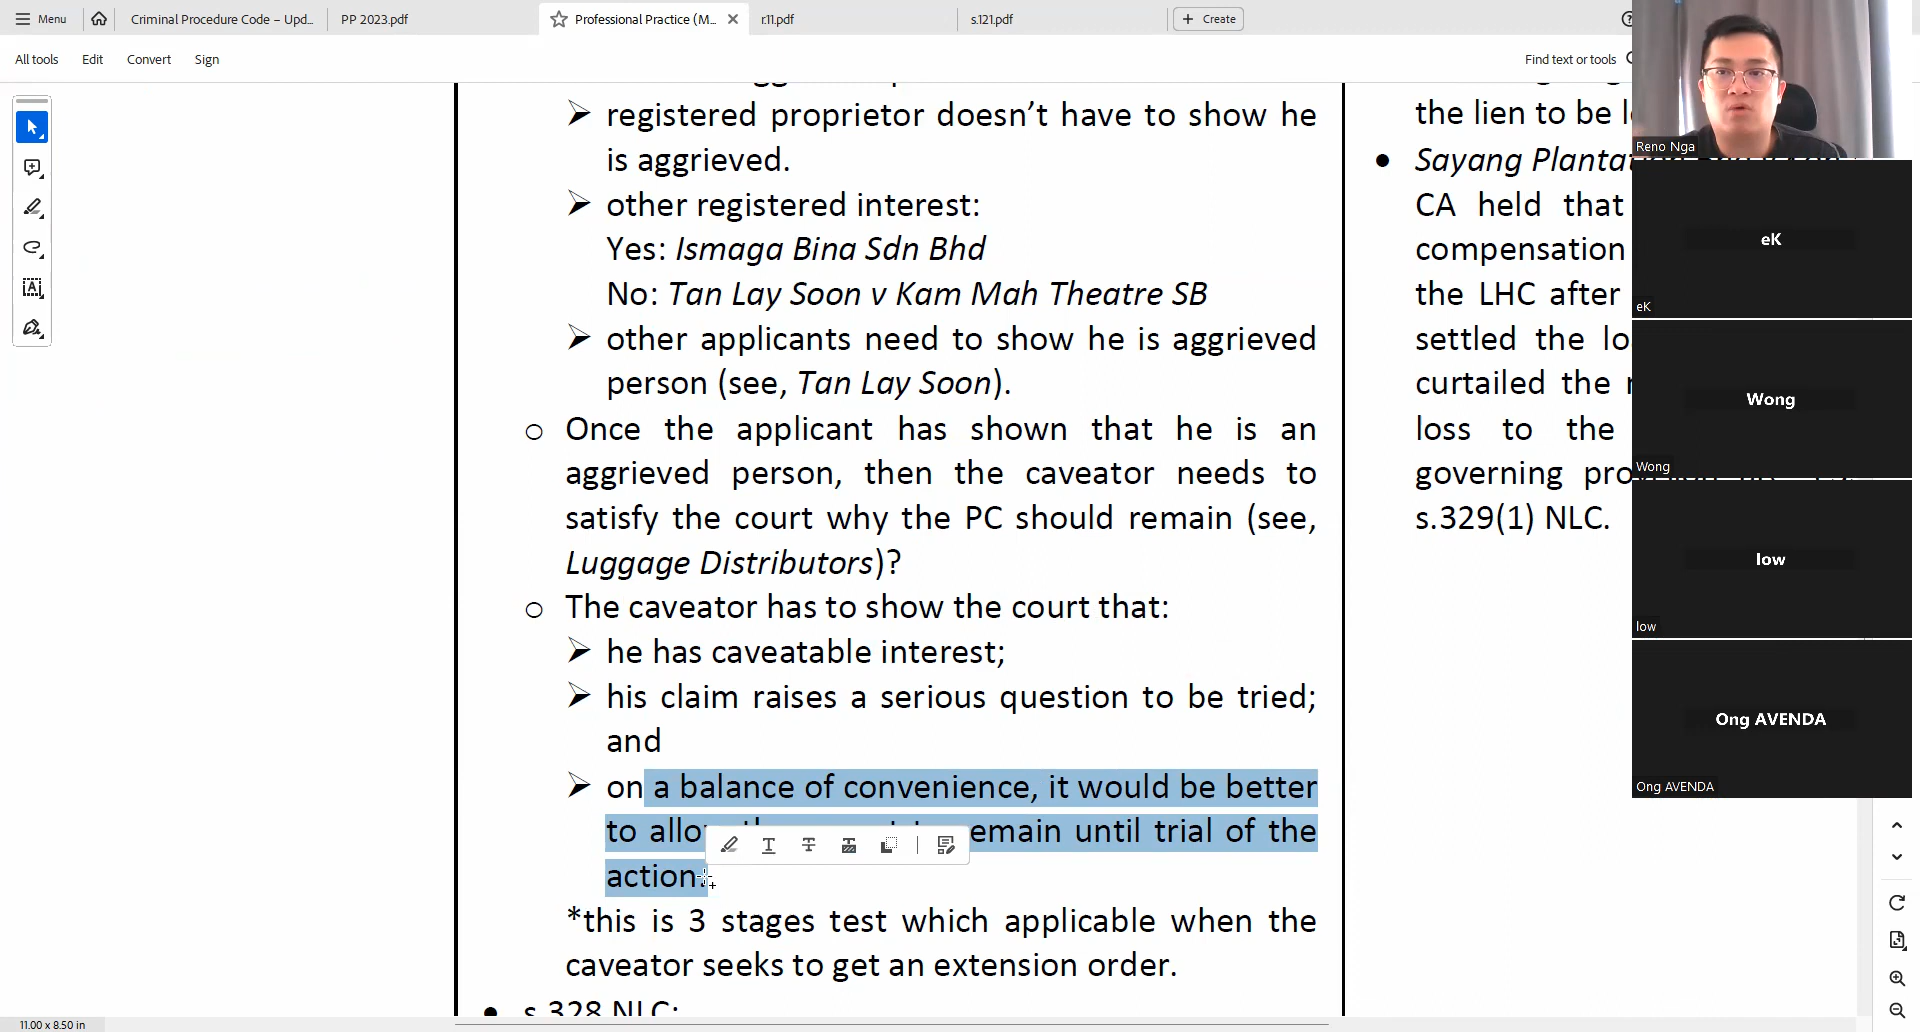 Menu
Criminal Procedure Code – Upd...
PP 2023.pdf
Professional Practice (M...
r.11.pdf
s.121.pdf
Create
All tools
Edit
Convert
Sign
Find text or tools
registered proprietor doesn’t have to show he
is aggrieved.
other registered interest:
Yes: Ismaga Bina Sdn Bhd
No: Tan Lay Soon v Kam Mah Theatre SB
other applicants need to show he is aggrieved
person (see, Tan Lay Soon).
Once the applicant has shown that he is an
aggrieved person, then the caveator needs to
satisfy the court why the PC should remain (see,
Luggage Distributors)?
The caveator has to show the court that:
he has caveatable interest;
his claim raises a serious question to be tried;
and
on a balance of convenience, it would be better
to remain until trial of the
action.
*this is 3 stages test which applicable when the
caveator seeks to get an extension order.
s.328 NLC:
the lien to be
Sayang
CA held that
compensation
the LHC after
settled the
curtailed the
loss to the
governing
s.329(1) NLC.
Reno Nga
eK
eK
Wong
Wong
low
low
Ong AVENDA
Ong AVENDA
11.00 x 8.50 in